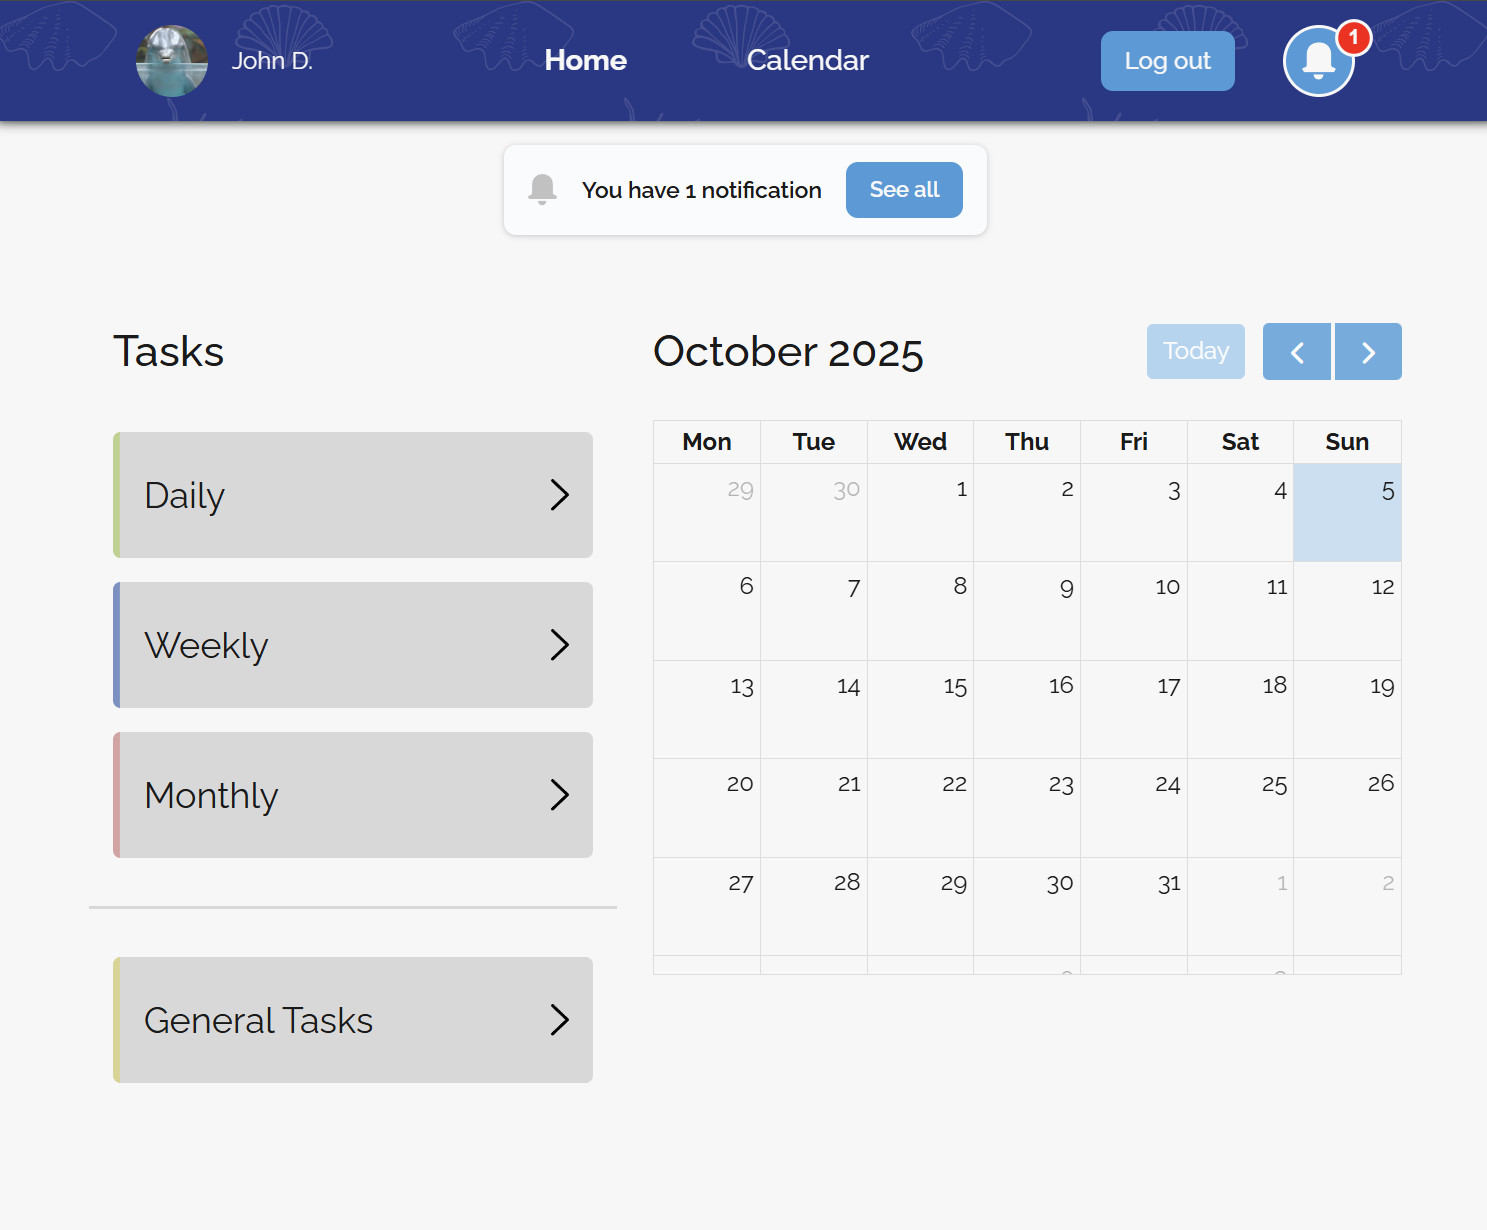 John D.
Home
Calendar
Log out
1
You have 1 notification
See all
Tasks
Daily
Weekly
Monthly
General Tasks
October 2025
Today
Mon Tue Wed Thu Fri Sat Sun
29 30 1 2 3 4 5
6 7 8 9 10 11 12
13 14 15 16 17 18 19
20 21 22 23 24 25 26
27 28 29 30 31 1 2